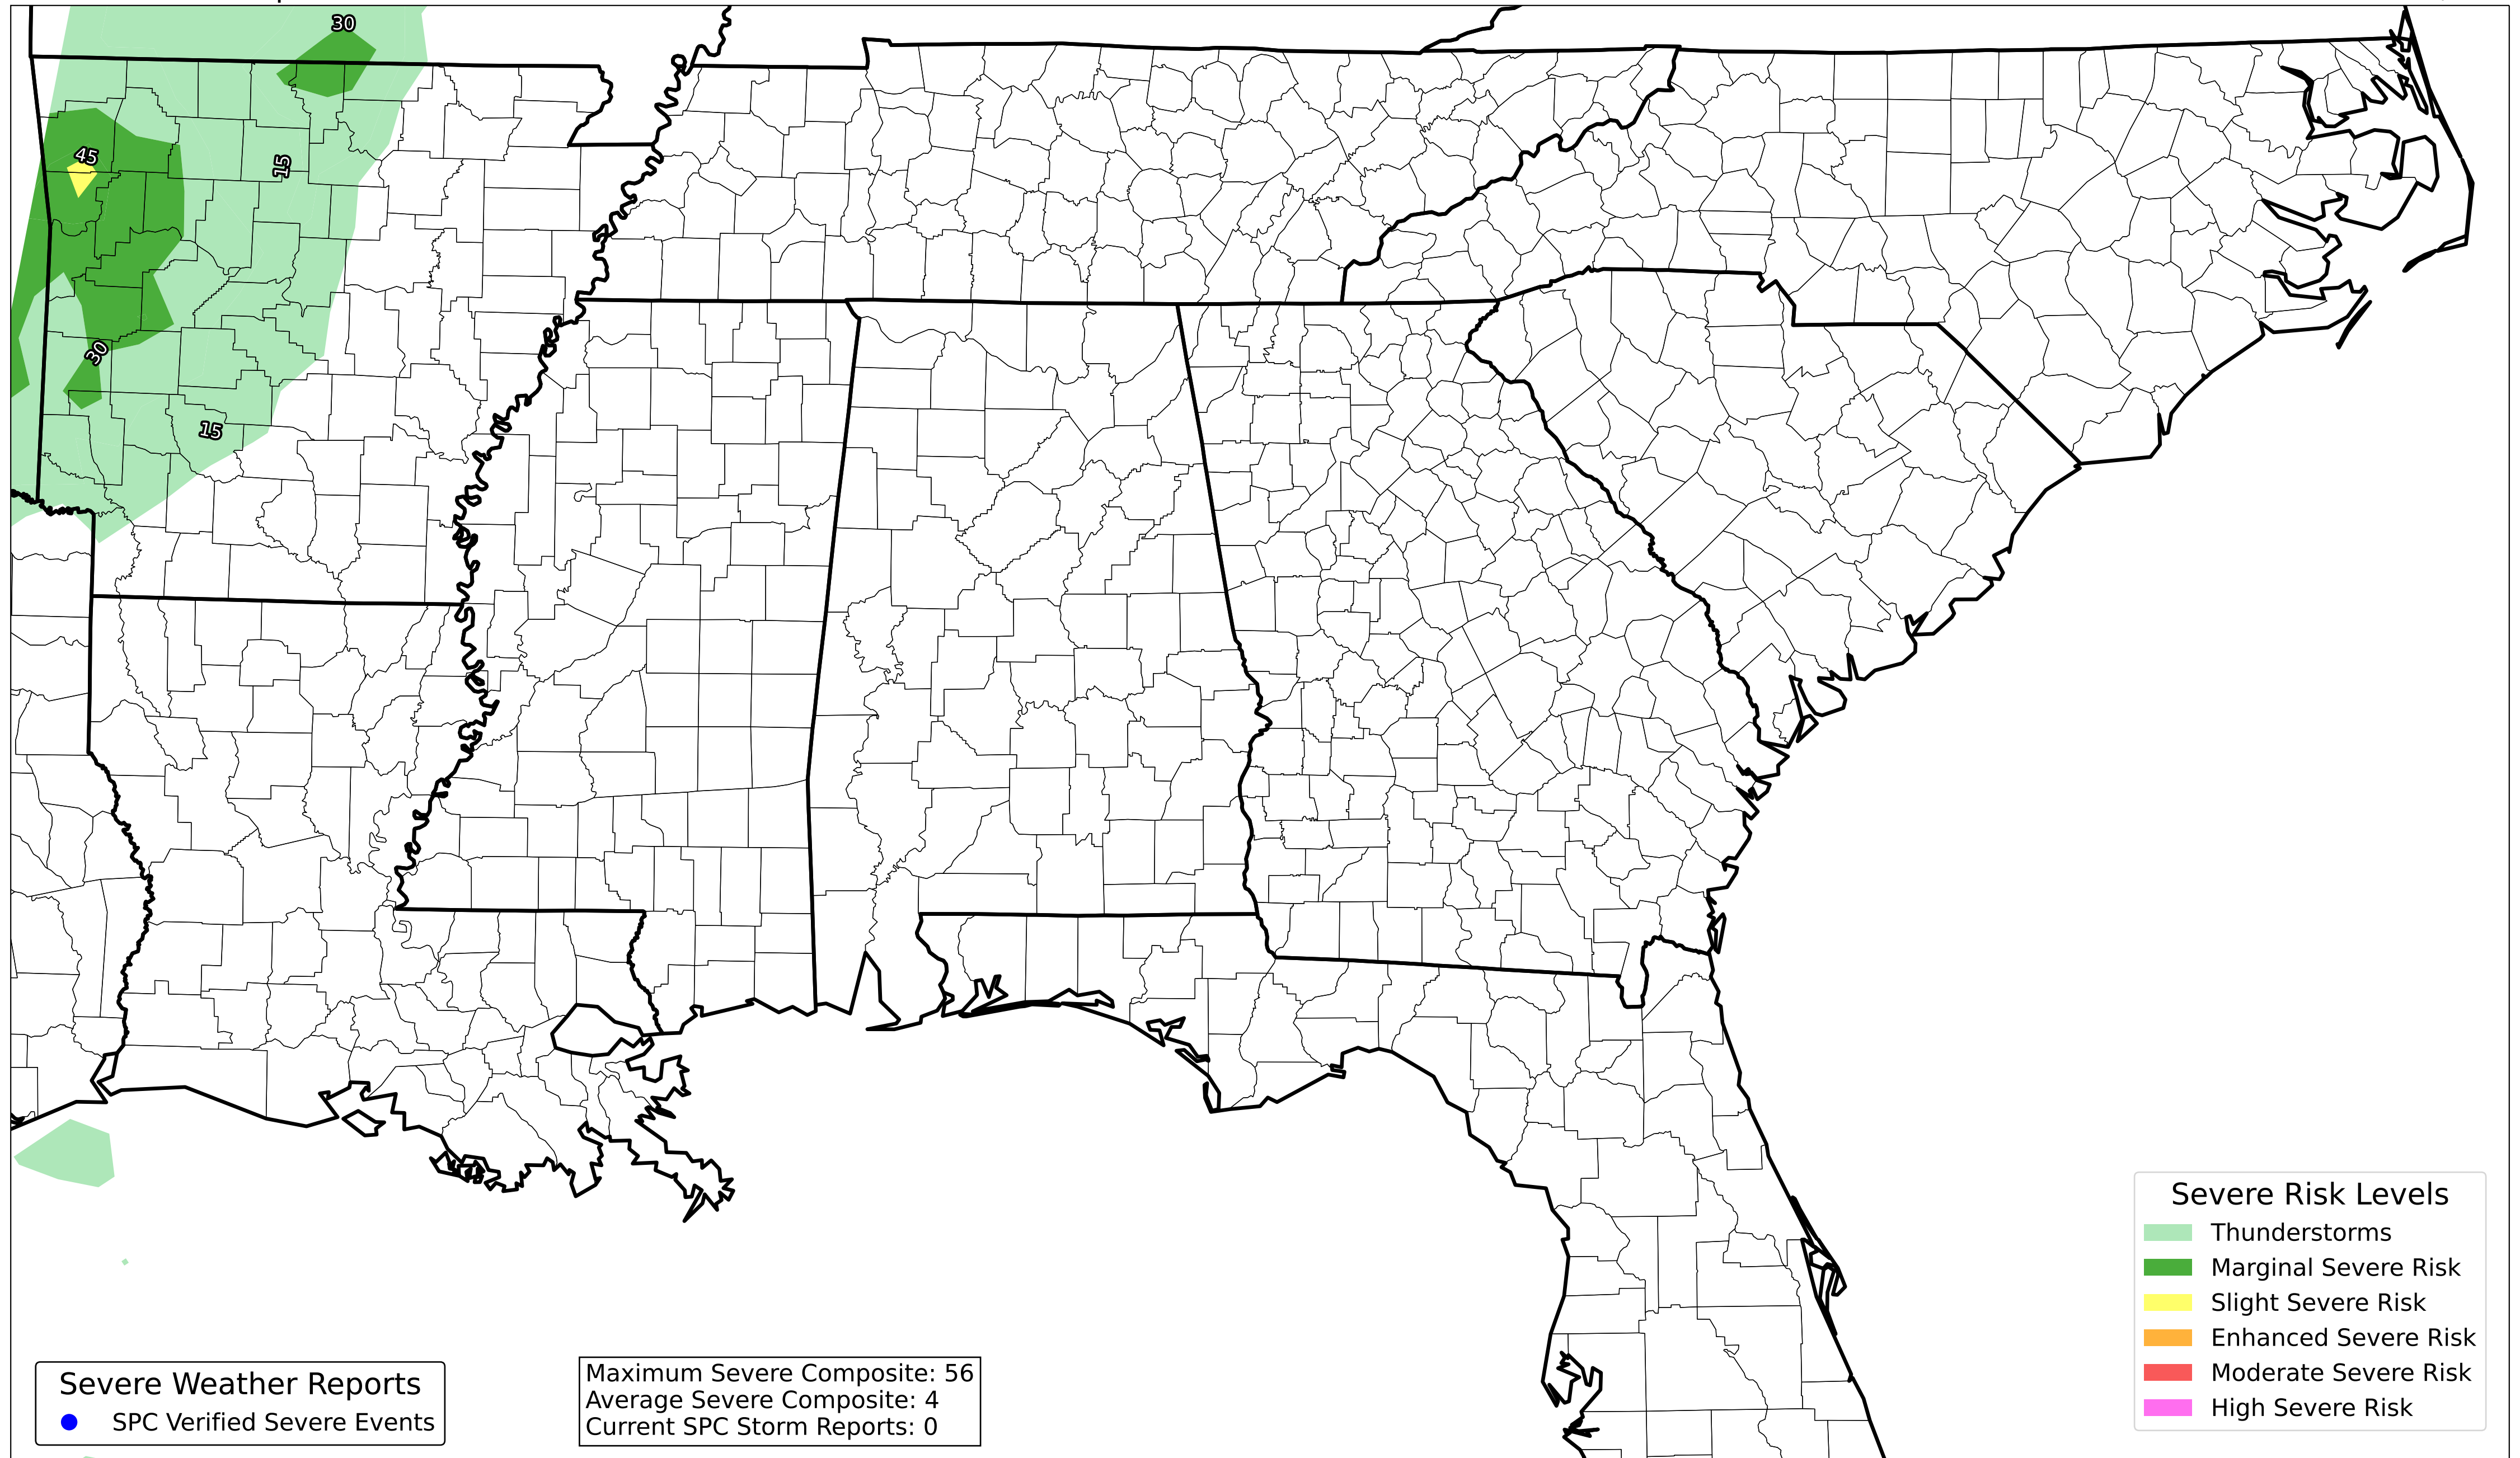 30
45
15
30
15
Severe Risk Levels
Thunderstorms
Marginal Severe Risk
Slight Severe Risk
Enhanced Severe Risk
Moderate Severe Risk
High Severe Risk
Severe Weather Reports
SPC Verified Severe Events
Maximum Severe Composite: 56
Average Severe Composite: 4
Current SPC Storm Reports: 0